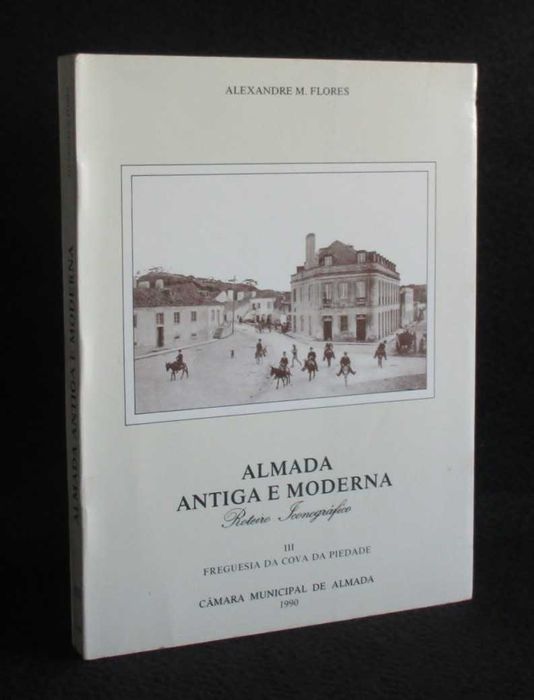 ALEXANDRE M. FLORES
ALMADA
ANTIGA E MODERNA
Roteiro Iconográfico
III
FREGUESIA DA COVA DA PIEDADE
CÂMARA MUNICIPAL DE ALMADA
1990
ALMADA ANTIGA E MODERNA